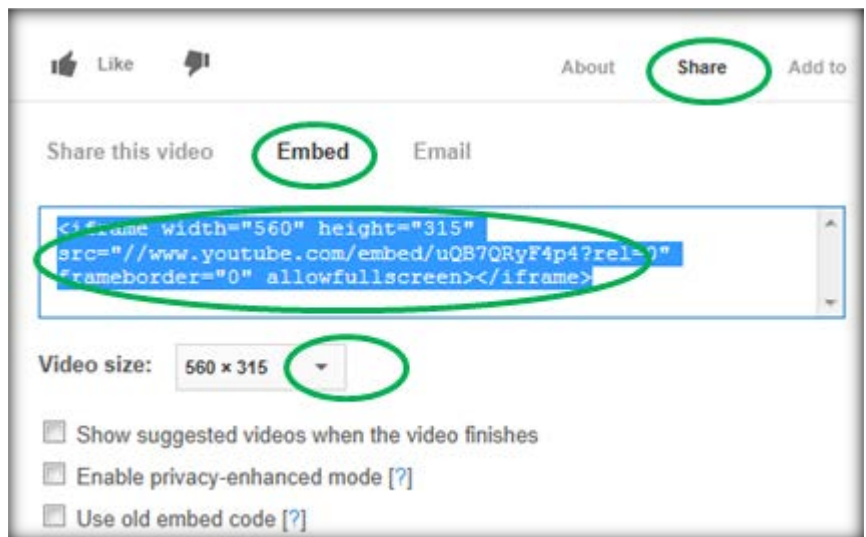 Like About Share Add to
Share this video Embed Email
<iframe width="560" height="315"
src="//www.youtube.com/embed/uQB7QRyF4p4?rel=0"
frameborder="0" allowfullscreen></iframe>
Video size: 560 × 315
Show suggested videos when the video finishes
Enable privacy-enhanced mode [?]
Use old embed code [?]